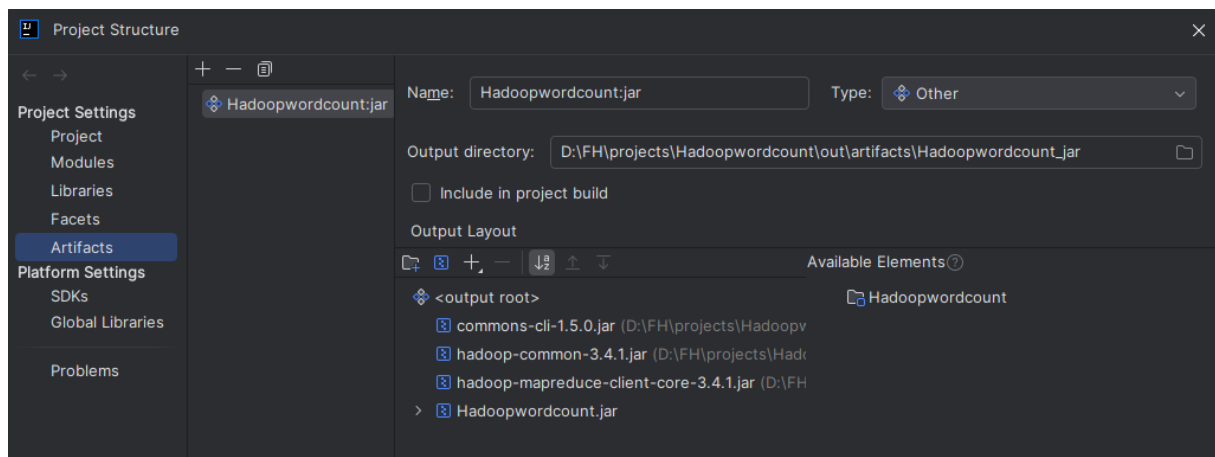 Project Structure
Project Settings
Project
Modules
Libraries
Facets
Artifacts
Platform Settings
SDKs
Global Libraries
Problems
Hadoopwordcount:jar
Name: Hadoopwordcount:jar Type: Other
Output directory: D:\FH\projects\Hadoopwordcount\out\artifacts\Hadoopwordcount_jar
Include in project build
Output Layout
Available Elements
<output root>
commons-cli-1.5.0.jar (D:\FH\projects\Hadoopw
hadoop-common-3.4.1.jar (D:\FH\projects\Hado
hadoop-mapreduce-client-core-3.4.1.jar (D:\FH
Hadoopwordcount.jar
Hadoopwordcount